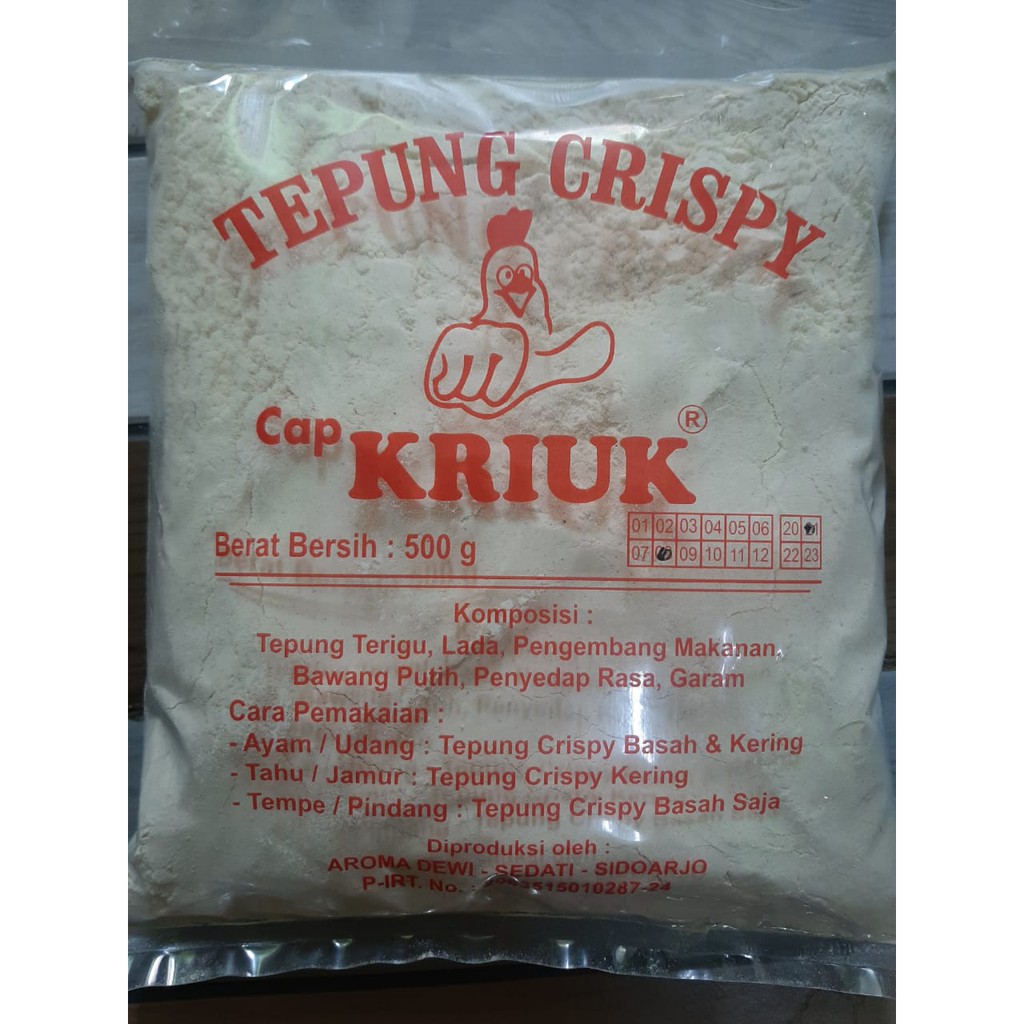 TEPUNG CRISPY
Cap KRIUK ®
Berat Bersih : 500 g
01 02 03 04 05 06 20
07 09 10 11 12 22 23
Komposisi :
Tepung Terigu, Lada, Pengembang Makanan,
Bawang Putih, Penyedap Rasa, Garam
Cara Pemakaian :
- Ayam / Udang : Tepung Crispy Basah & Kering
- Tahu / Jamur : Tepung Crispy Kering
- Tempe / Pindang : Tepung Crispy Basah Saja
Diproduksi oleh :
AROMA DEWI - SEDATI - SIDOARJO
P-IRT. No. :